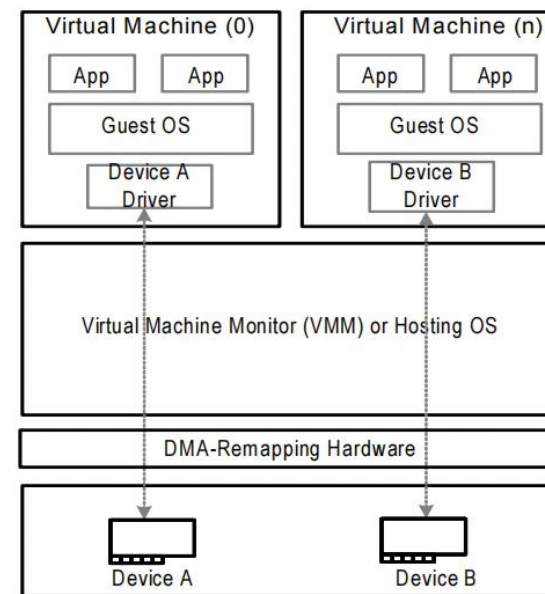 Virtual Machine (0)
Virtual Machine (n)
App
App
App
App
Guest OS
Guest OS
Device A
Driver
Device B
Driver
Virtual Machine Monitor (VMM) or Hosting OS
DMA-Remapping Hardware
Device A
Device B